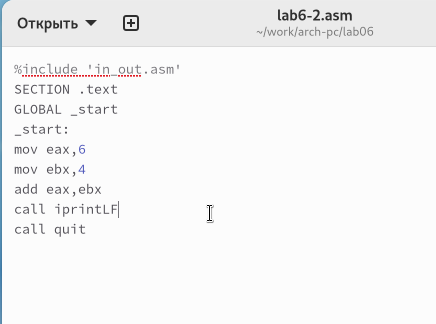 Открыть
lab6-2.asm
~/work/arch-pc/lab06
%include 'in_out.asm'
SECTION .text
GLOBAL _start
_start:
mov eax,6
mov ebx,4
add eax,ebx
call iprintLF
call quit